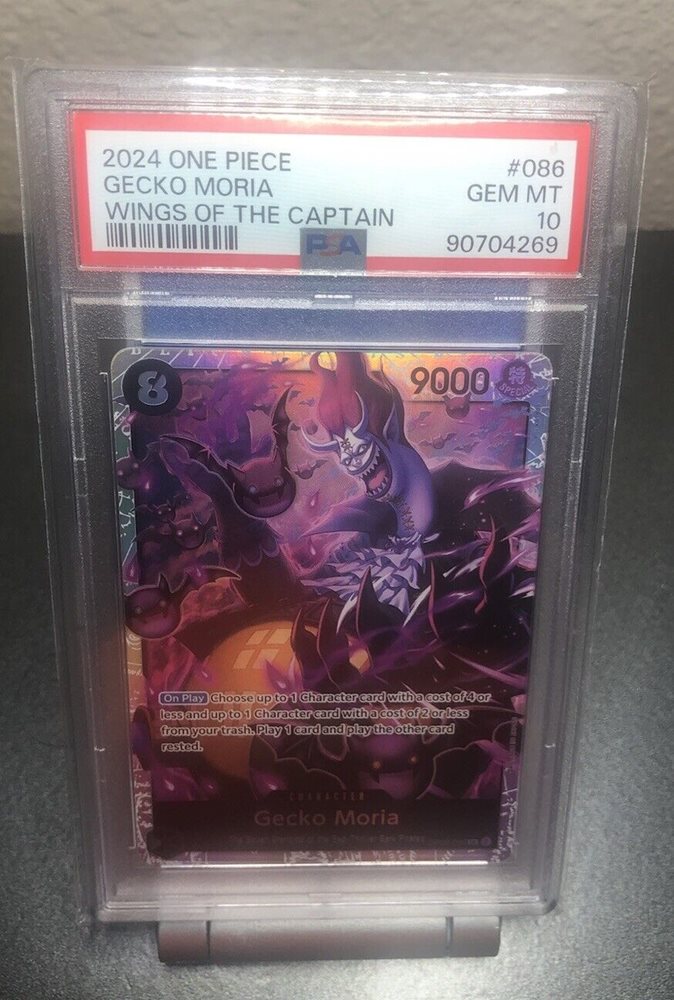 2024 ONE PIECE
#086
GECKO MORIA
GEM MT
WINGS OF THE CAPTAIN
10
PSA
90704269
8
9000
特
SPECIAL
On Play Choose up to 1 Character card with a cost of 4 or
less and up to 1 Character card with a cost of 2 or less
from your trash. Play 1 card and play the other card
rested.
CHARACTER
Gecko Moria